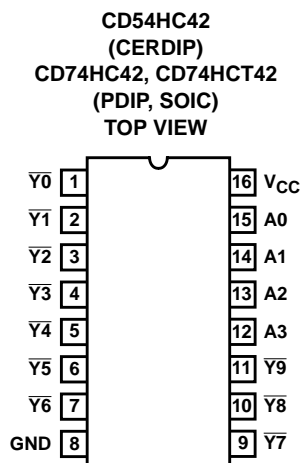 CD54HC42
(CERDIP)
CD74HC42, CD74HCT42
(PDIP, SOIC)
TOP VIEW
Y0 1 16 VCC
Y1 2 15 A0
Y2 3 14 A1
Y3 4 13 A2
Y4 5 12 A3
Y5 6 11 Y9
Y6 7 10 Y8
GND 8 9 Y7